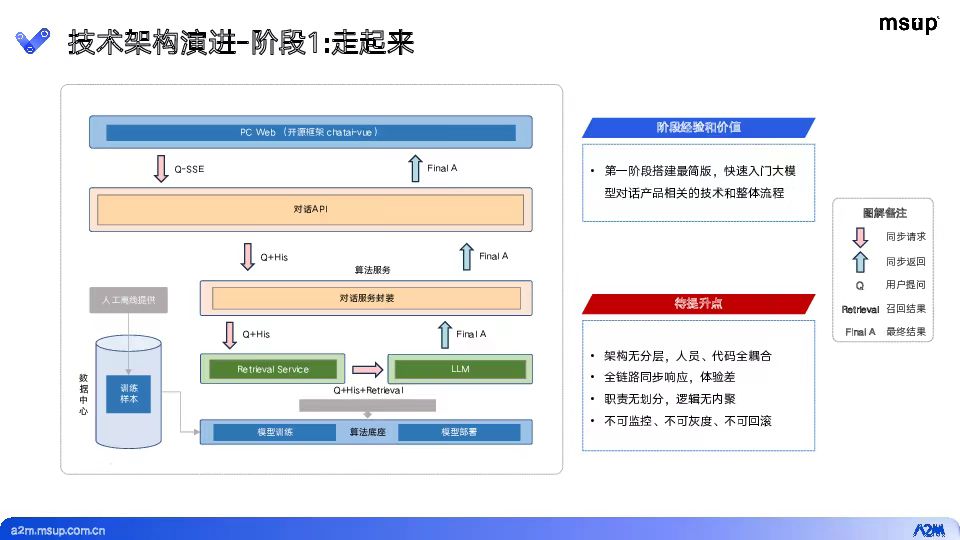 技术架构演进-阶段1:走起来
msup
PC Web （开源框架 chatai-vue ）
Q-SSE
Final A
对话API
Q+His
Final A
算法服务
对话服务封装
人工离线提供
Q+His
Final A
Retrieval Service
LLM
Q+His+Retrieval
数据中心
训练
样本
模型训练
算法底座
模型部署
阶段经验和价值
• 第一阶段搭建最简版，快速入门大模
型对话产品相关的技术和整体流程
待提升点
• 架构无分层，人员、代码全耦合
• 全链路同步响应，体验差
• 职责无划分，逻辑无内聚
• 不可监控、不可灰度、不可回滚
图解备注
同步请求
同步返回
Q 用户提问
Retrieval 召回结果
Final A 最终结果
a2m.msup.com.cn
A2M